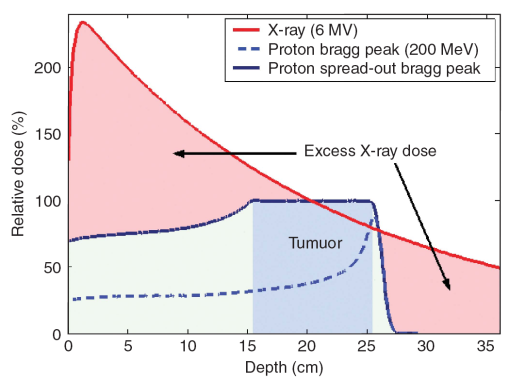 X-ray (6 MV)
Proton bragg peak (200 MeV)
Proton spread-out bragg peak
Relative dose (%)
200
150
100
50
0
Excess X-ray dose
Tumuor
0 5 10 15 20 25 30 35
Depth (cm)